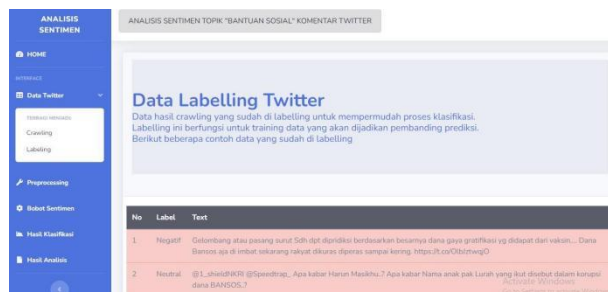 ANALISIS
SENTIMEN
ANALISIS SENTIMEN TOPIK "BANTUAN SOSIAL" KOMENTAR TWITTER
HOME
INTERFACE
Data Twitter
Crawling
Labeling
Preprocessing
Bobot Sentimen
Hasil Klasifikasi
Hasil Analisis
Data Labelling Twitter
Data hasil crawling yang sudah di labelling untuk mempermudah proses klasifikasi.
Labelling ini berfungsi untuk training data yang akan dijadikan pembanding prediksi.
Berikut beberapa contoh data yang sudah di labelling
No Label Text
1 Negatif Gelombang atau pasang surut Sdh dpt dipridiksi berdasarkan besarnya dana gaya gratifikasi yg didapat dari vaksin.... Dana
Bansos aja di imbat sekarang rakyat dikuras diperas sampai kering.
2 Neutral @1_shieldNKRI @Speedtrap_ Apa kabar Harun Masikhu..? Apa kabar Nama anak pak Lurah yang ikut disebut dalam korupsi
dana BANSOS..?
Activate Windows